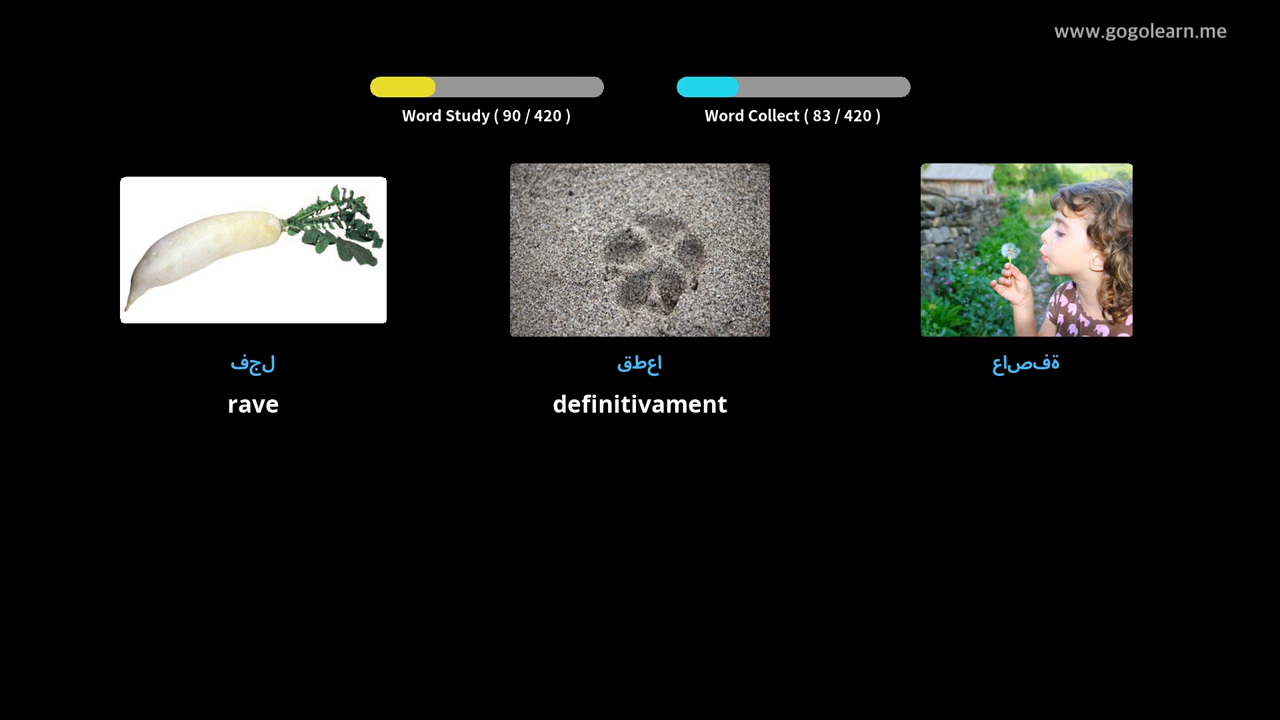 www.gogolearn.me
Word Study ( 90 / 420 )
Word Collect ( 83 / 420 )
لجف
اعطق
ةفصاع
rave
definitivament